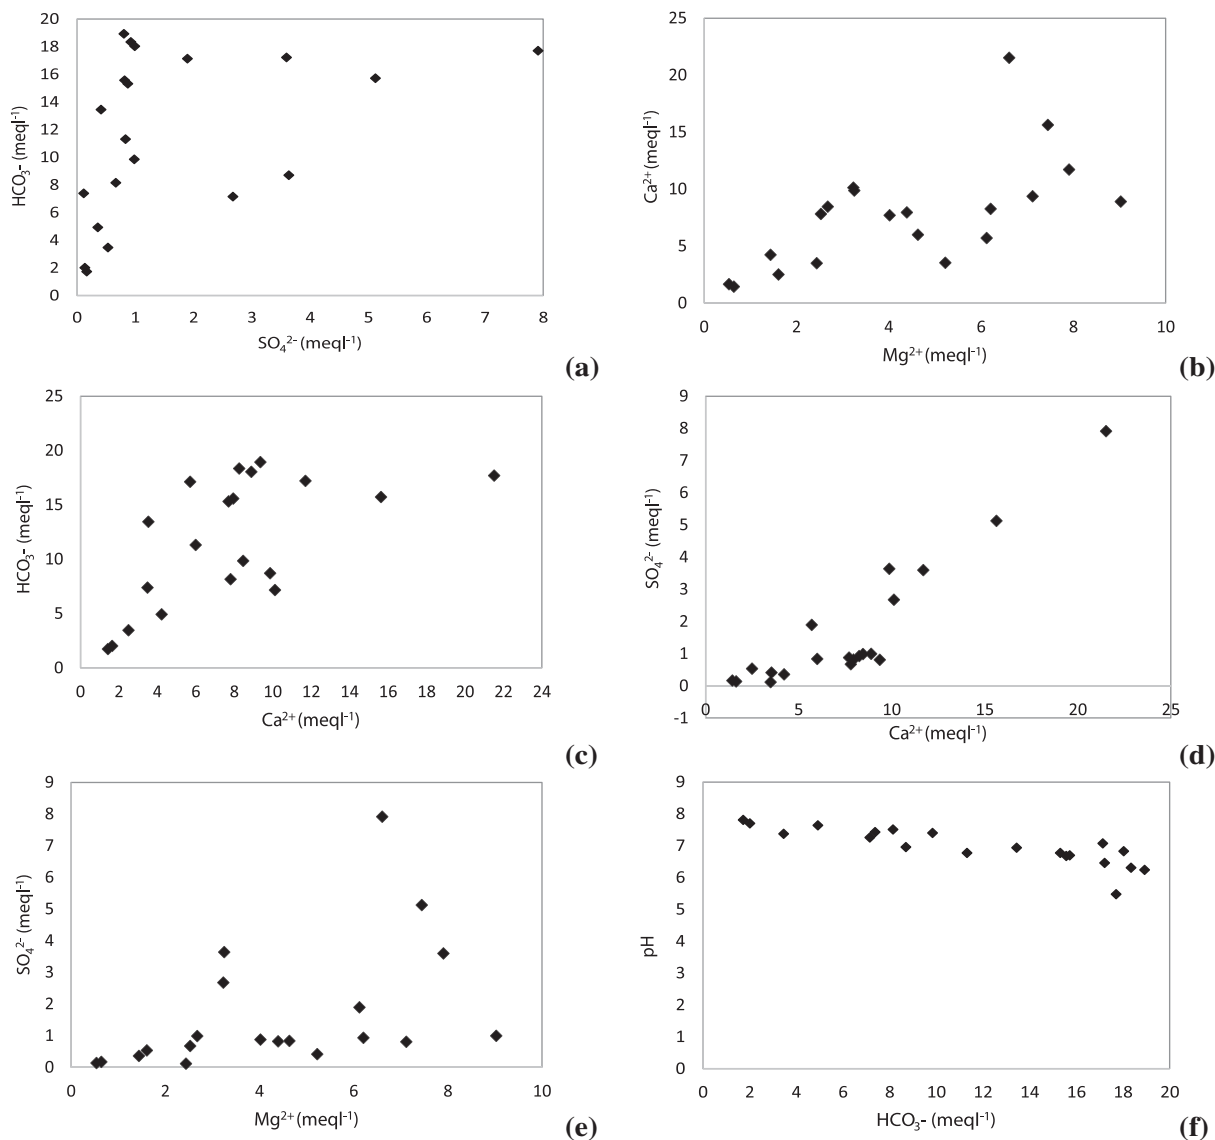 20
18
16
14
12
10
8
6
4
2
0
HCO₃- (meql⁻¹)
0 1 2 3 4 5 6 7 8
SO₄²⁻ (meql⁻¹)
(a)
25
20
15
10
5
0
Ca²⁺ (meql⁻¹)
0 2 4 6 8 10
Mg²⁺ (meql⁻¹)
(b)
25
20
15
10
5
0
HCO₃- (meql⁻¹)
0 2 4 6 8 10 12 14 16 18 20 22 24
Ca²⁺ (meql⁻¹)
(c)
9
8
7
6
5
4
3
2
1
0
-1
SO₄²⁻ (meql⁻¹)
0 5 10 15 20 25
Ca²⁺ (meql⁻¹)
(d)
9
8
7
6
5
4
3
2
1
0
SO₄²⁻ (meql⁻¹)
0 2 4 6 8 10
Mg²⁺ (meql⁻¹)
(e)
9
8
7
6
5
4
3
2
1
0
pH
0 2 4 6 8 10 12 14 16 18 20
HCO₃- (meql⁻¹)
(f)